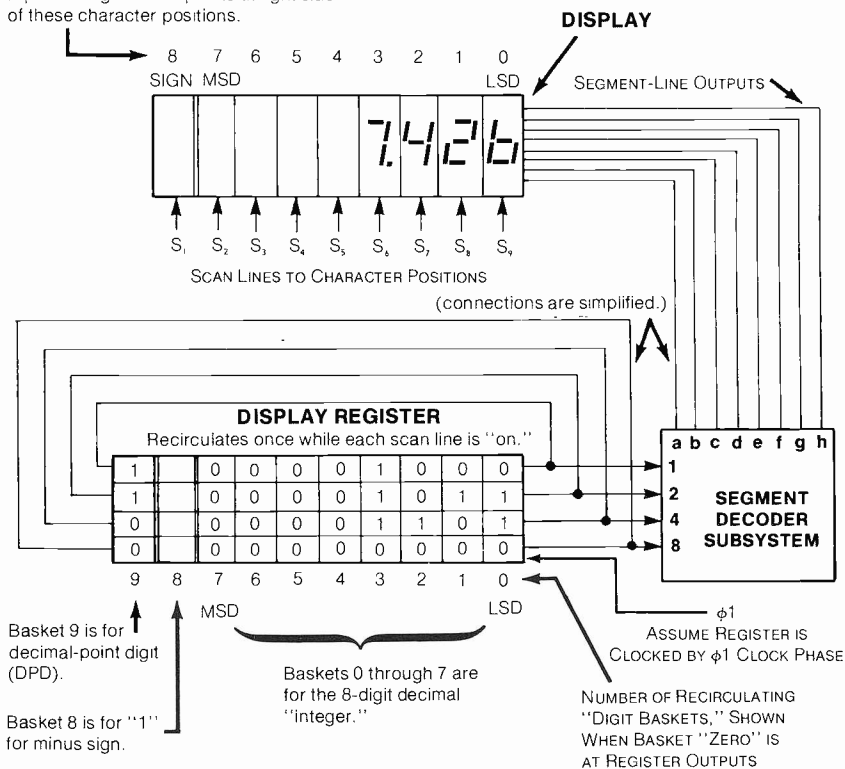 of these character positions.
DISPLAY
8 7 6 5 4 3 2 1 0
SIGN MSD LSD
SEGMENT-LINE OUTPUTS
7.42b
S₁ S₂ S₃ S₄ S₅ S₆ S₇ S₈ S₉
SCAN LINES TO CHARACTER POSITIONS
(connections are simplified.)
DISPLAY REGISTER
Recirculates once while each scan line is "on."
a b c d e f g h
1 0 0 0 0 1 0 0 0
1 0 0 0 0 1 0 1 1
0 0 0 0 0 1 1 0 1
0 0 0 0 0 0 0 0 0
1
2
4
8
SEGMENT
DECODER
SUBSYSTEM
9 8 7 6 5 4 3 2 1 0
MSD LSD
Basket 9 is for
decimal-point digit
(DPD).
Basket 8 is for "1"
for minus sign.
Baskets 0 through 7 are
for the 8-digit decimal
"integer."
ϕ1
ASSUME REGISTER IS
CLOCKED BY ϕ1 CLOCK PHASE
NUMBER OF RECIRCULATING
"DIGIT BASKETS," SHOWN
WHEN BASKET "ZERO" IS
AT REGISTER OUTPUTS